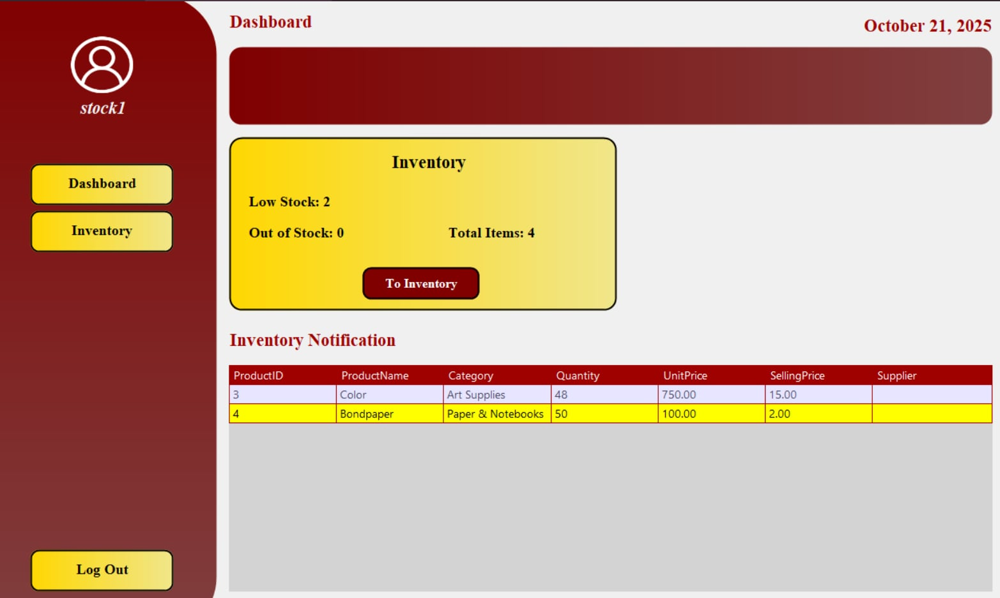 stock1
Dashboard
Inventory
Log Out
Dashboard
October 21, 2025
Inventory
Low Stock: 2
Out of Stock: 0 Total Items: 4
To Inventory
Inventory Notification
ProductID ProductName Category Quantity UnitPrice SellingPrice Supplier
3 Color Art Supplies 48 750.00 15.00
4 Bondpaper Paper & Notebooks 50 100.00 2.00